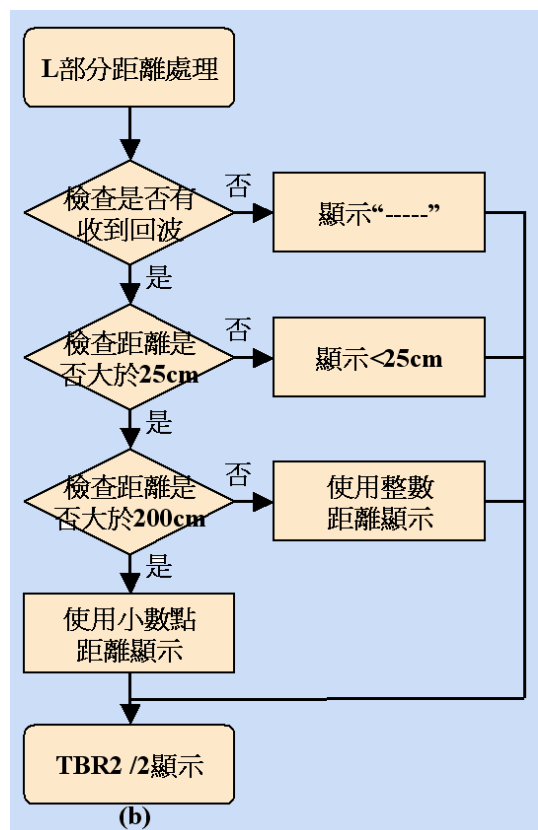 L部分距離處理
檢查是否有
收到回波
否
顯示“-----”
是
檢查距離是
否大於25cm
否
顯示<25cm
是
檢查距離是
否大於200cm
否
使用整數
距離顯示
是
使用小數點
距離顯示
TBR2 /2顯示
(b)